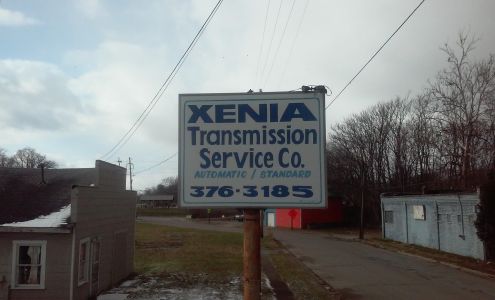 XENIA
Transmission
Service Co.
AUTOMATIC / STANDARD
376-3185